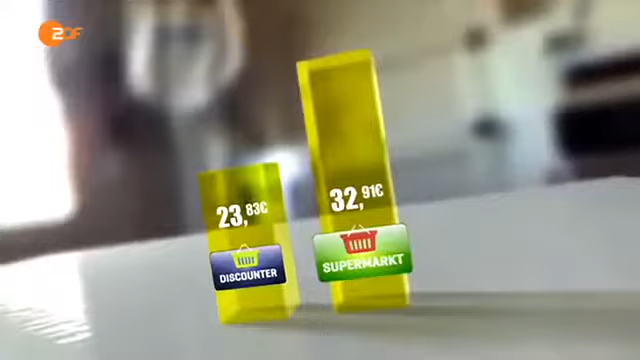 ZDF
23,83€
DISCOUNTER
32,91€
SUPERMARKT